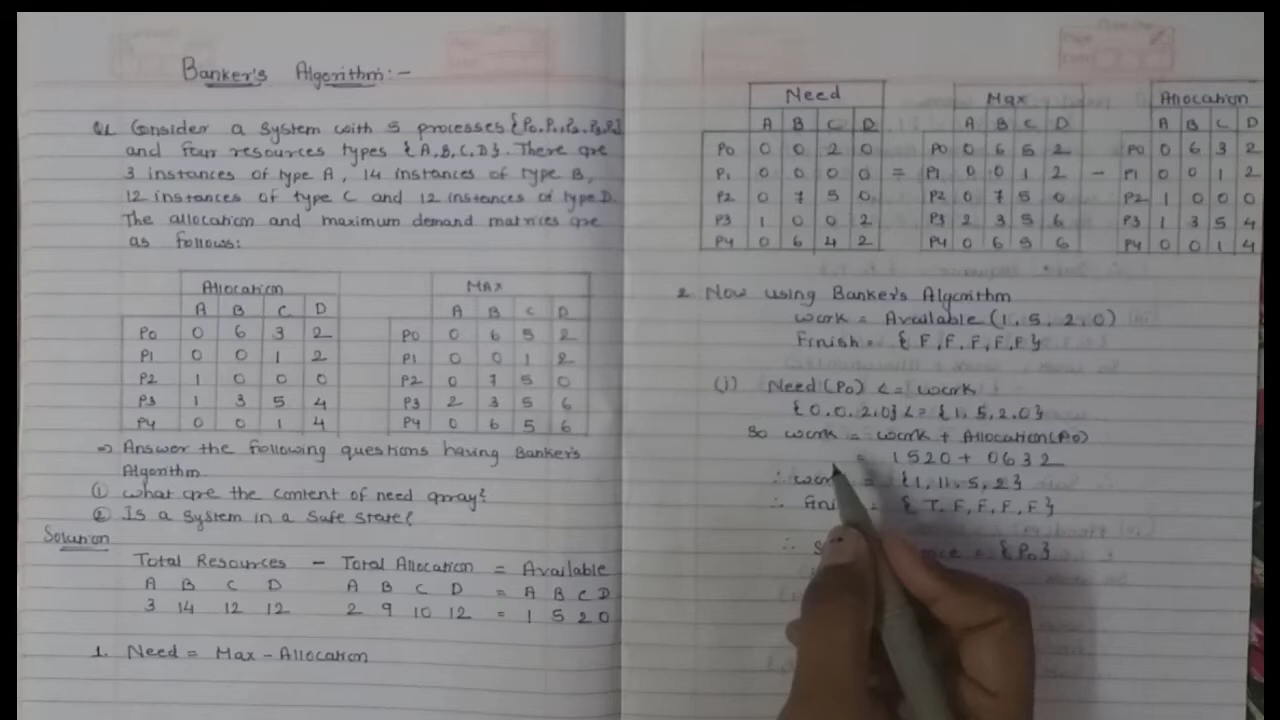 Banker's Algorithm:-
Q1 Consider a system with 5 processes {P0, P1, P2, P3, P4}
and four resources types {A,B,C,D}. There are
3 instances of type A, 14 instances of type B,
12 instances of type C and 12 instances of type D.
The allocation and maximum demand matrices are
as follows:
Allocation
A B C D
P0 0 6 3 2
P1 0 0 1 2
P2 1 0 0 0
P3 1 3 5 4
P4 0 0 1 4
MAX
A B C D
P0 0 6 5 2
P1 0 0 1 2
P2 0 7 5 0
P3 2 3 5 6
P4 0 6 5 6
⇒ Answer the following questions having Banker's
Algorithm
① what are the content of need array?
② Is a system in a safe state?
Solution
Total Resources - Total Allocation = Available
A B C D A B C D = A B C D
3 14 12 12 2 9 10 12 = 1 5 2 0
1. Need = Max - Allocation
Need
A B C D
P0 0 0 2 0
P1 0 0 0 0
P2 0 7 5 0
P3 1 0 0 2
P4 0 6 4 2
=
Max
A B C D
P0 0 6 5 2
P1 0 0 1 2
P2 0 7 5 0
P3 2 3 5 6
P4 0 6 5 6
-
Allocation
A B C D
P0 0 6 3 2
P1 0 0 1 2
P2 1 0 0 0
P3 1 3 5 4
P4 0 0 1 4
2. Now using Banker's Algorithm
work = Available (1, 5, 2, 0)
Finish = { F, F, F, F, F}
(i) Need (P0) <= work
{0,0,2,0} <= {1,5,2,0}
So work = work + Allocation(P0)
= 1520 + 0632
∴ work = {1, 11, 5, 2}
∴ = { T, F, F, F, F}
∴ = {P0}